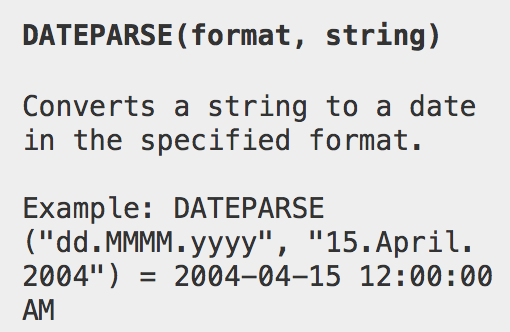 DATEPARSE(format, string)
Converts a string to a date
in the specified format.
Example: DATEPARSE
("dd.MMMM.yyyy", "15.April.
2004") = 2004-04-15 12:00:00
AM